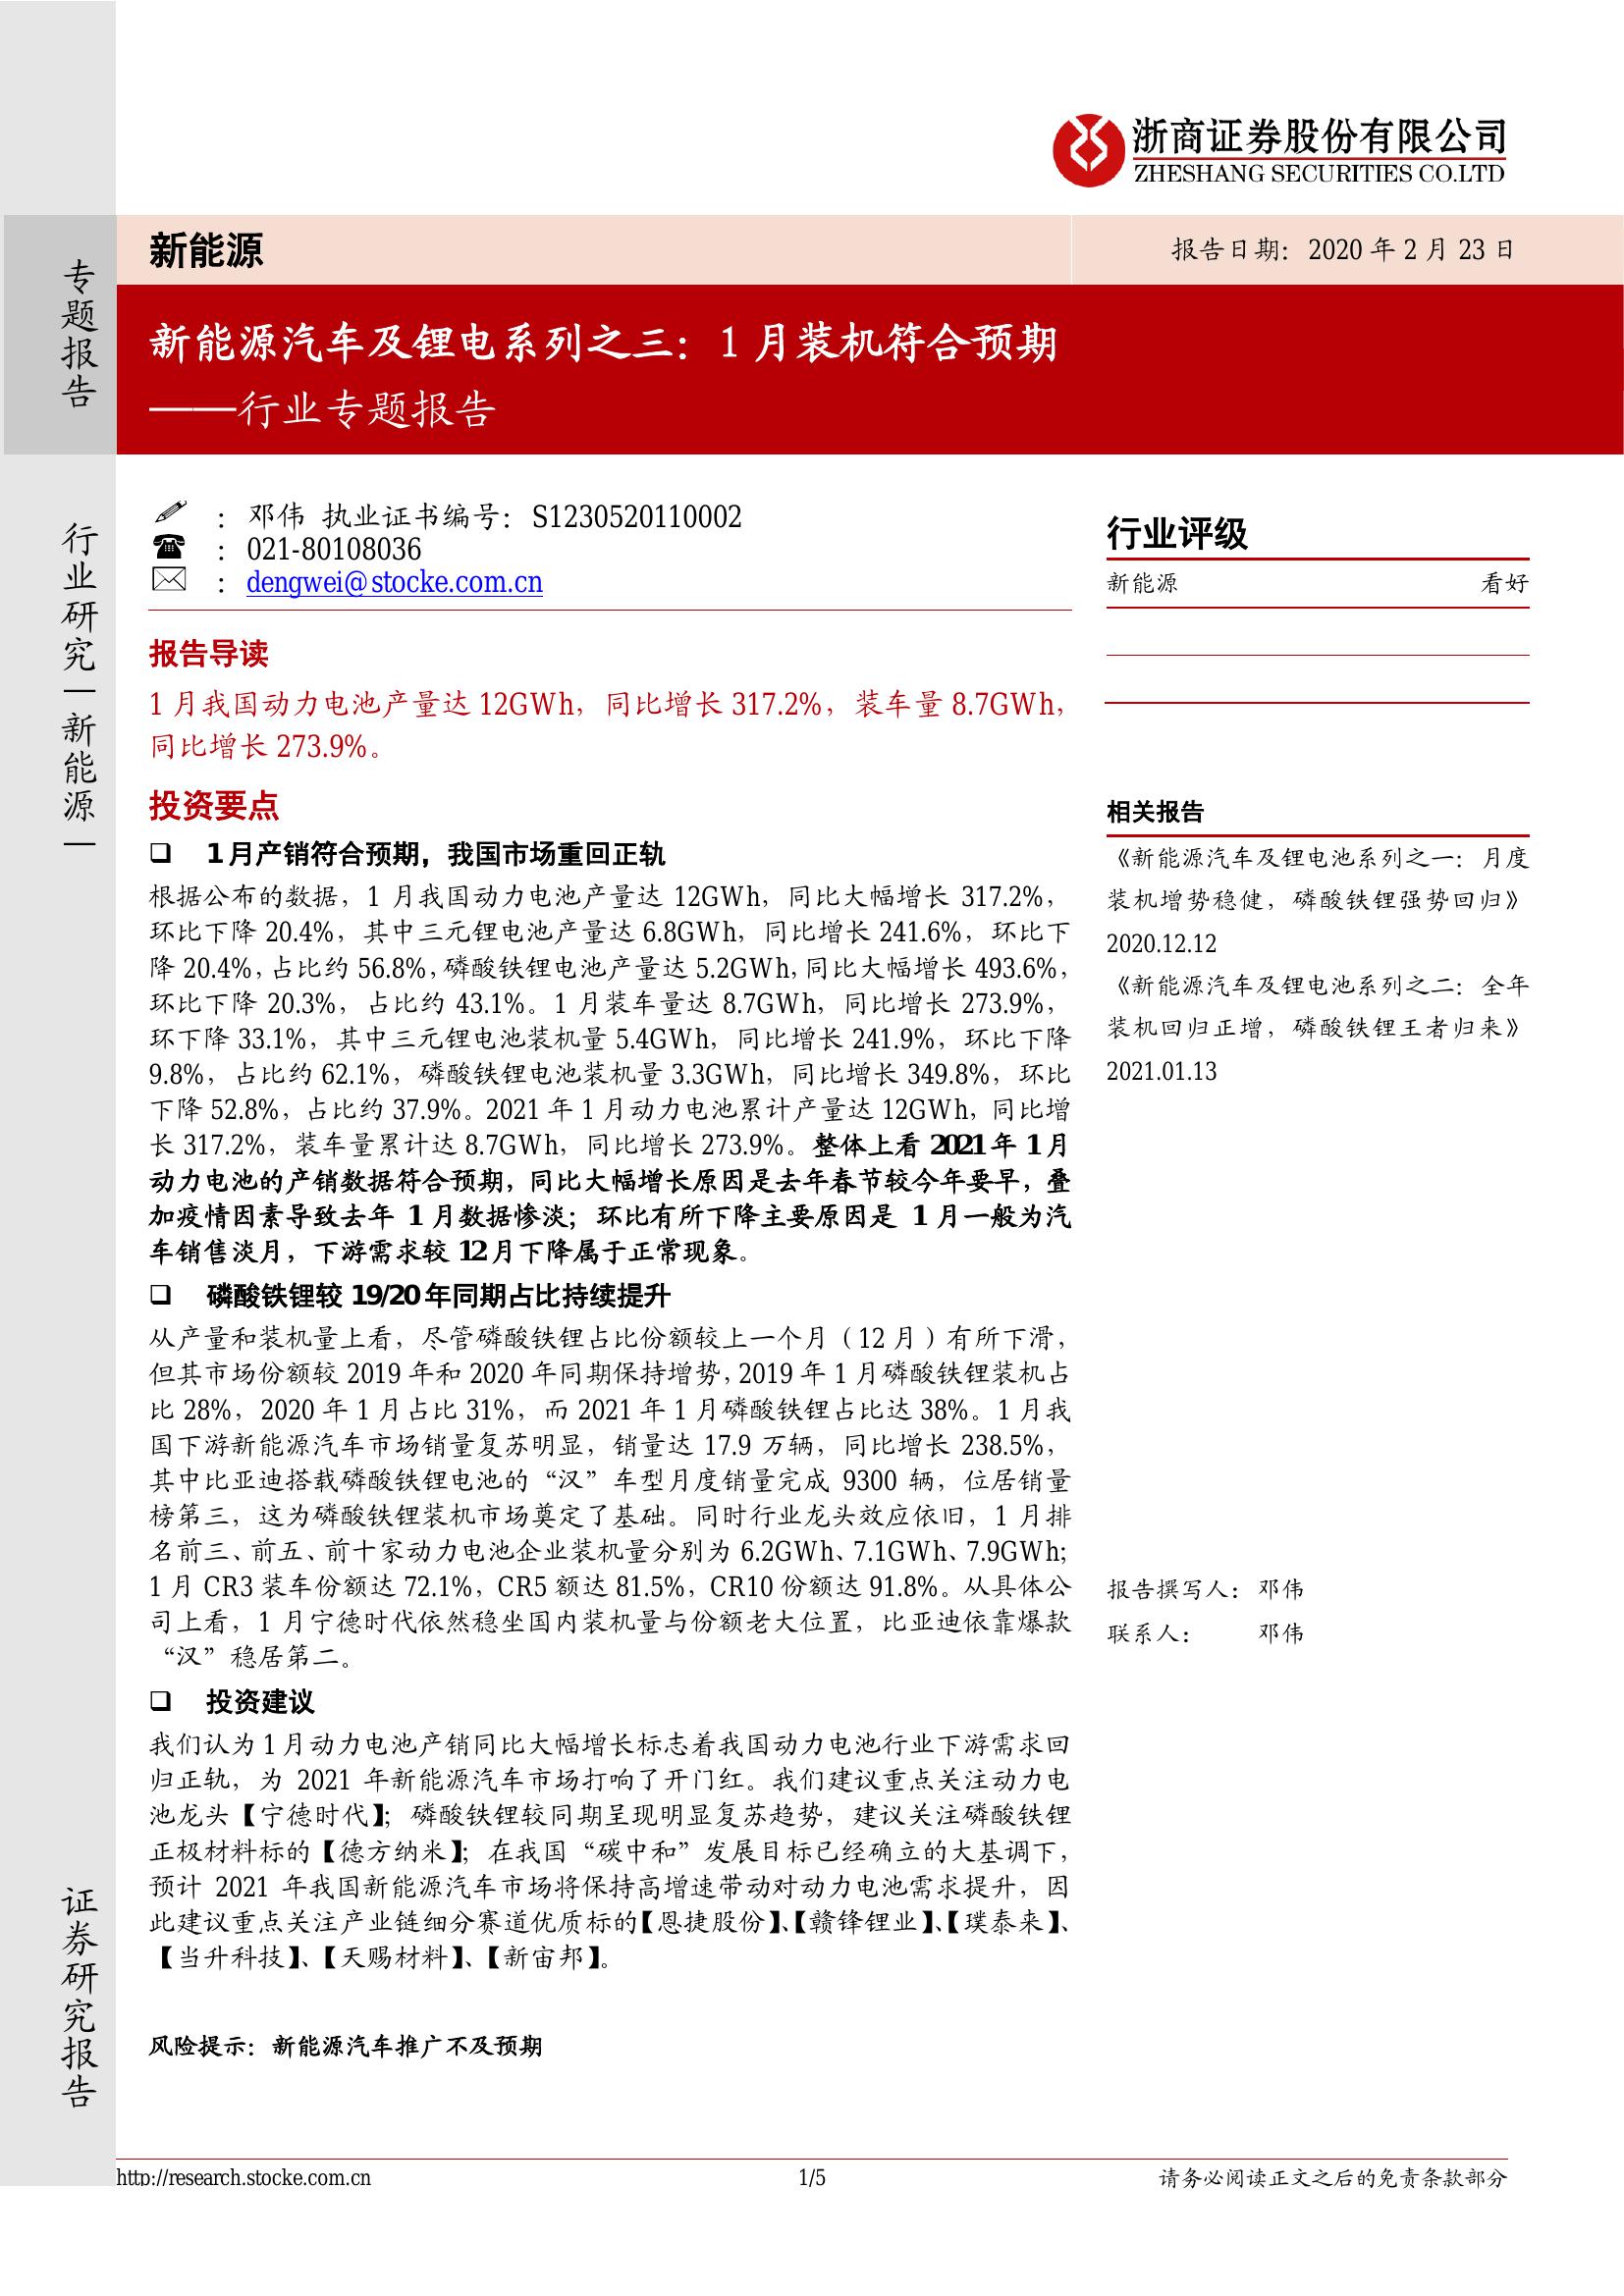 浙商证券股份有限公司
ZHESHANG SECURITIES CO.LTD
专题报告
行业研究—新能源—
证券研究报告
新能源
报告日期：2020 年 2 月 23 日
新能源汽车及锂电系列之三：1 月装机符合预期
——行业专题报告
：邓伟 执业证书编号：S1230520110002
：021-80108036
：dengwei@stocke.com.cn
报告导读
1 月我国动力电池产量达 12GWh，同比增长 317.2%，装车量 8.7GWh，
同比增长 273.9%。
投资要点
❑ 1 月产销符合预期，我国市场重回正轨
根据公布的数据，1 月我国动力电池产量达 12GWh，同比大幅增长 317.2%，
环比下降 20.4%，其中三元锂电池产量达 6.8GWh，同比增长 241.6%，环比下
降 20.4%，占比约 56.8%，磷酸铁锂电池产量达 5.2GWh，同比大幅增长 493.6%，
环比下降 20.3%，占比约 43.1%。1 月装车量达 8.7GWh，同比增长 273.9%，
环下降 33.1%，其中三元锂电池装机量 5.4GWh，同比增长 241.9%，环比下降
9.8%，占比约 62.1%，磷酸铁锂电池装机量 3.3GWh，同比增长 349.8%，环比
下降 52.8%，占比约 37.9%。2021 年 1 月动力电池累计产量达 12GWh，同比增
长 317.2%，装车量累计达 8.7GWh，同比增长 273.9%。整体上看 2021 年 1 月
动力电池的产销数据符合预期，同比大幅增长原因是去年春节较今年要早，叠
加疫情因素导致去年 1 月数据惨淡；环比有所下降主要原因是 1 月一般为汽
车销售淡月，下游需求较 12 月下降属于正常现象。
❑ 磷酸铁锂较 19/20 年同期占比持续提升
从产量和装机量上看，尽管磷酸铁锂占比份额较上一个月（12 月）有所下滑，
但其市场份额较 2019 年和 2020 年同期保持增势，2019 年 1 月磷酸铁锂装机占
比 28%，2020 年 1 月占比 31%，而 2021 年 1 月磷酸铁锂占比达 38%。1 月我
国下游新能源汽车市场销量复苏明显，销量达 17.9 万辆，同比增长 238.5%，
其中比亚迪搭载磷酸铁锂电池的“汉”车型月度销量完成 9300 辆，位居销量
榜第三，这为磷酸铁锂装机市场奠定了基础。同时行业龙头效应依旧，1 月排
名前三、前五、前十家动力电池企业装机量分别为 6.2GWh、7.1GWh、7.9GWh；
1 月 CR3 装车份额达 72.1%，CR5 额达 81.5%，CR10 份额达 91.8%。从具体公
司上看，1 月宁德时代依然稳坐国内装机量与份额老大位置，比亚迪依靠爆款
“汉”稳居第二。
❑ 投资建议
我们认为 1 月动力电池产销同比大幅增长标志着我国动力电池行业下游需求回
归正轨，为 2021 年新能源汽车市场打响了开门红。我们建议重点关注动力电
池龙头【宁德时代】；磷酸铁锂较同期呈现明显复苏趋势，建议关注磷酸铁锂
正极材料标的【德方纳米】；在我国“碳中和”发展目标已经确立的大基调下，
预计 2021 年我国新能源汽车市场将保持高增速带动对动力电池需求提升，因
此建议重点关注产业链细分赛道优质标的【恩捷股份】、【赣锋锂业】、【璞泰来】、
【当升科技】、【天赐材料】、【新宙邦】。
风险提示：新能源汽车推广不及预期
行业评级
新能源 看好
相关报告
《新能源汽车及锂电池系列之一：月度
装机增势稳健，磷酸铁锂强势回归》
2020.12.12
《新能源汽车及锂电池系列之二：全年
装机回归正增，磷酸铁锂王者归来》
2021.01.13
报告撰写人：邓伟
联系人：邓伟
http://research.stocke.com.cn
1/5
请务必阅读正文之后的免责条款部分